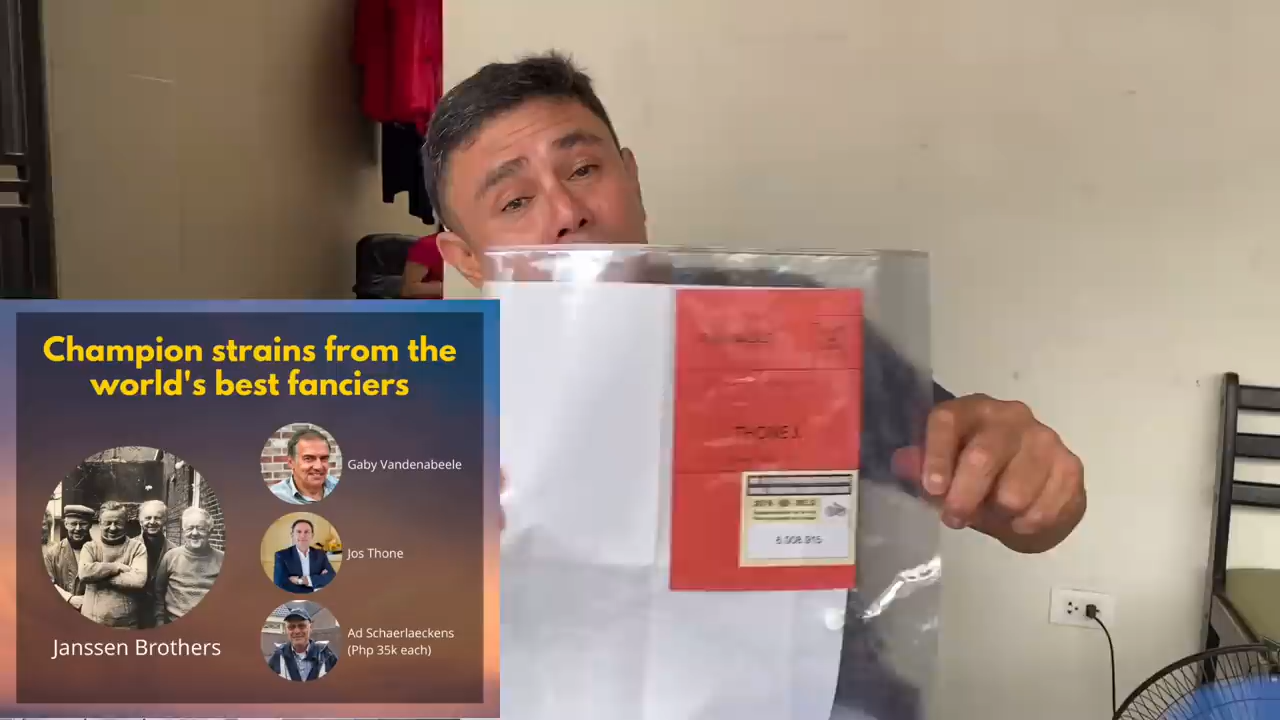 Champion strains from the
world's best fanciers
Gaby Vandenabeele
Jos Thone
Janssen Brothers
Ad Schaerlaeckens
(Php 35k each)
THONE J.
6.008.915